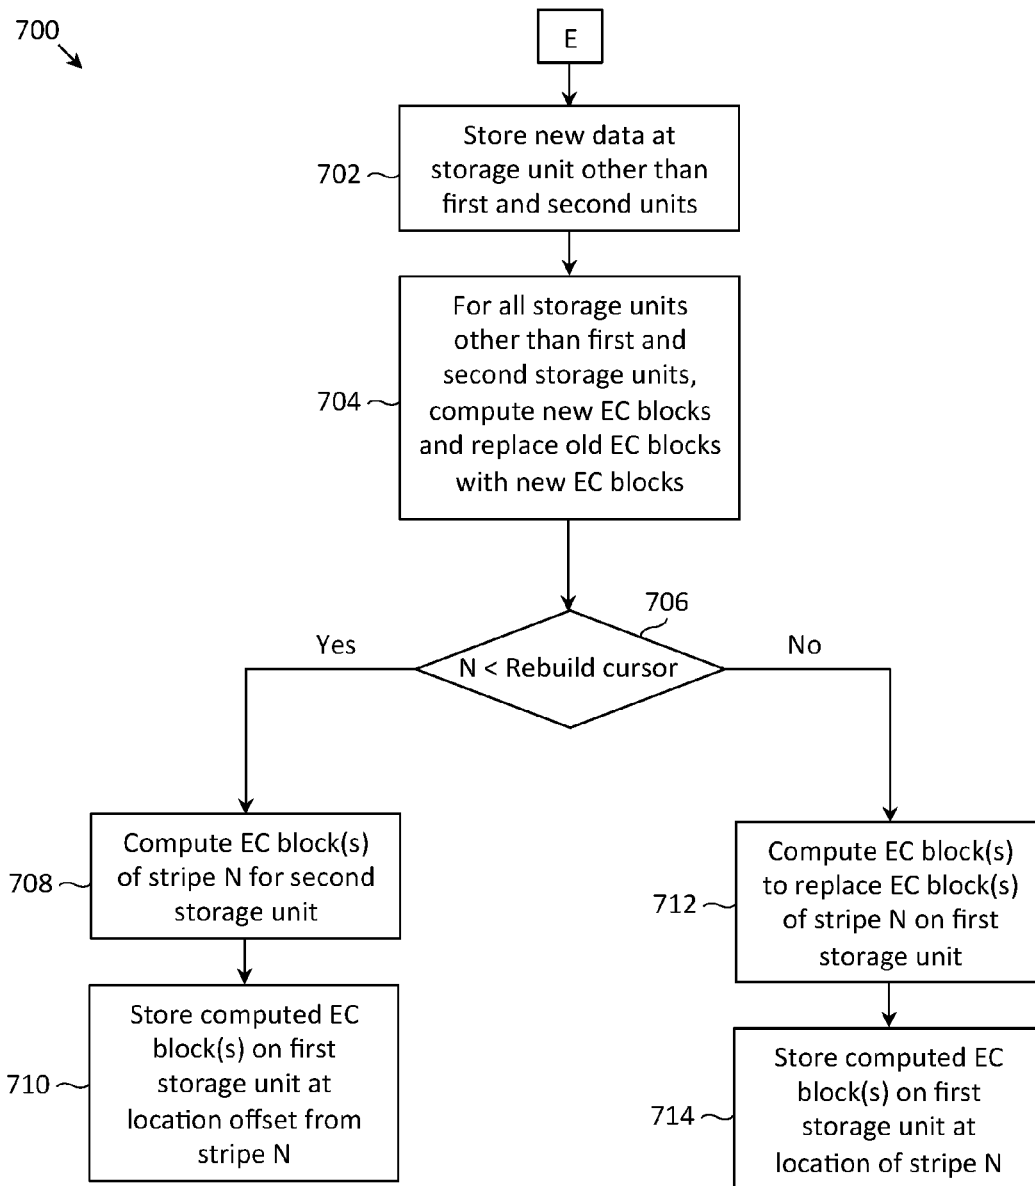 700
E
702
Store new data at
storage unit other than
first and second units
704
For all storage units
other than first and
second storage units,
compute new EC blocks
and replace old EC blocks
with new EC blocks
706
Yes
N < Rebuild cursor
No
708
Compute EC block(s)
of stripe N for second
storage unit
710
Store computed EC
block(s) on first
storage unit at
location offset from
stripe N
712
Compute EC block(s)
to replace EC block(s)
of stripe N on first
storage unit
714
Store computed EC
block(s) on first
storage unit at
location of stripe N